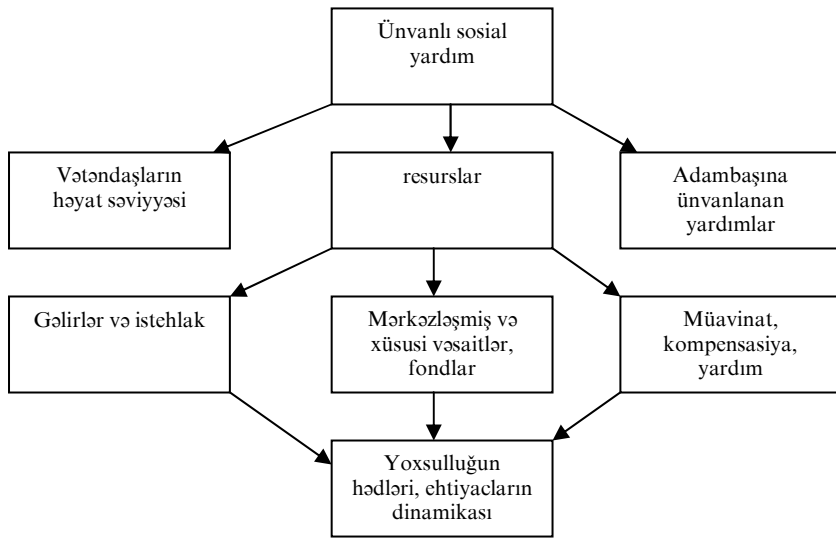 Ünvanlı sosial
yardım
Vətəndaşların
həyat səviyyəsi
resurslar
Adambaşına
ünvanlanan
yardımlar
Gəlirlər və istehlak
Mərkəzləşmiş və
xüsusi vəsaitlər,
fondlar
Müavinat,
kompensasiya,
yardım
Yoxsulluğun
hədləri, ehtiyacların
dinamikası